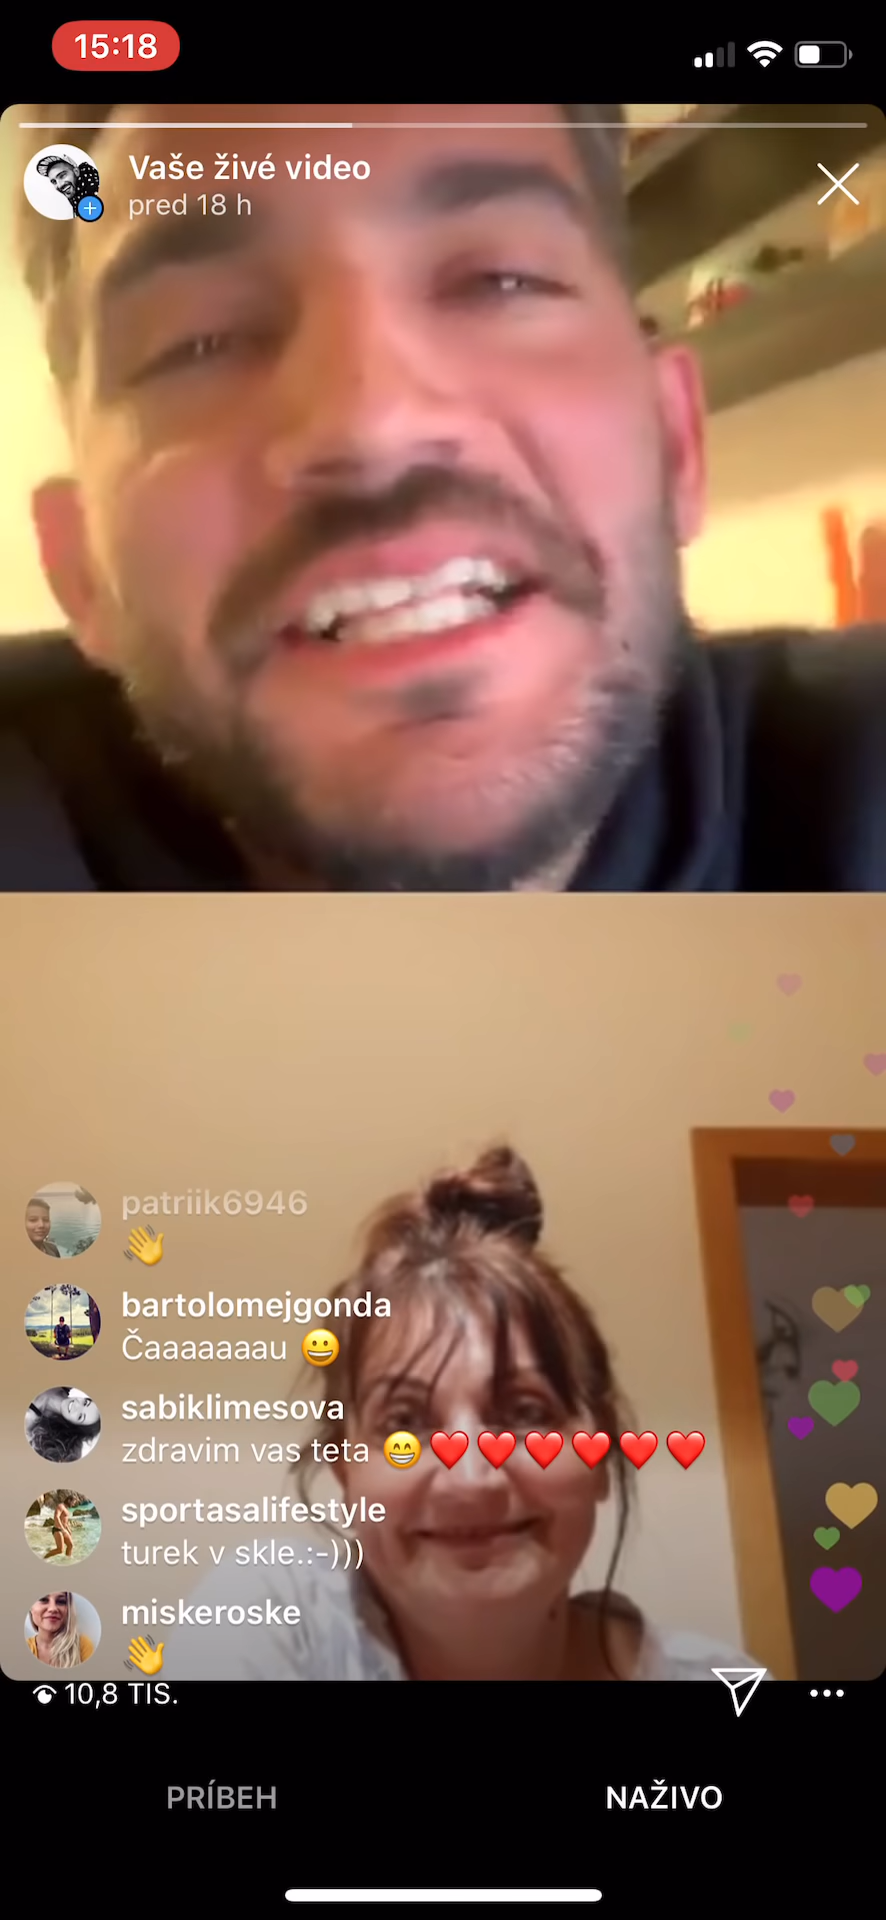 15:18
Vaše živé video
pred 18 h
patriik6946
👋
bartolomejgonda
Čaaaaaaau 😀
sabiklimesova
zdravim vas teta 😁❤️❤️❤️❤️❤️❤️
sportasalifestyle
turek v skle.:-)))
miskeroske
👋
10,8 TIS.
PRÍBEH
NAŽIVO